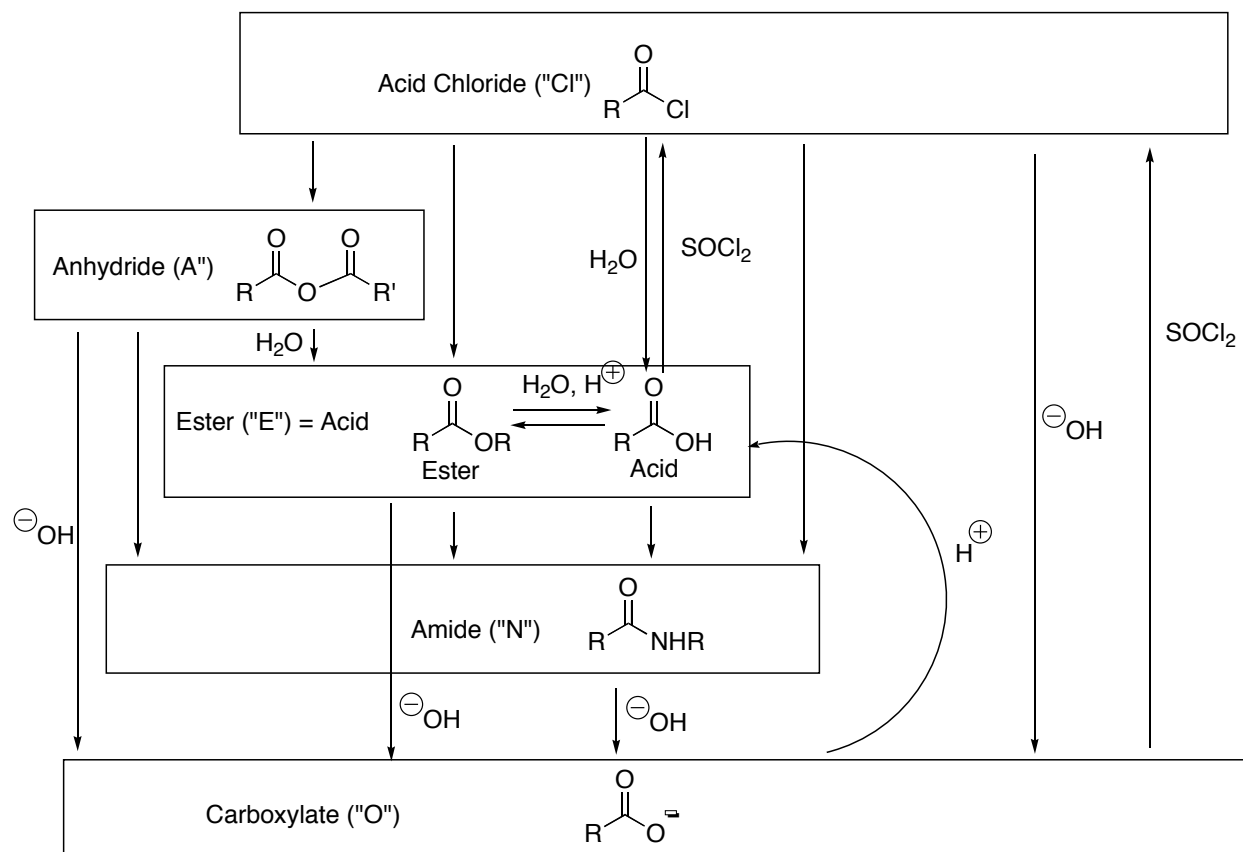 O
Acid Chloride ("Cl")
R Cl
O O
Anhydride (A")
R O R'
H₂O
SOCl₂
H₂O
SOCl₂
H₂O, H⊕
O O
Ester ("E") = Acid
R OR R OH
Ester Acid
⊖OH
⊖OH
H⊕
O
Amide ("N")
R NHR
⊖OH
⊖OH
O
Carboxylate ("O")
R O